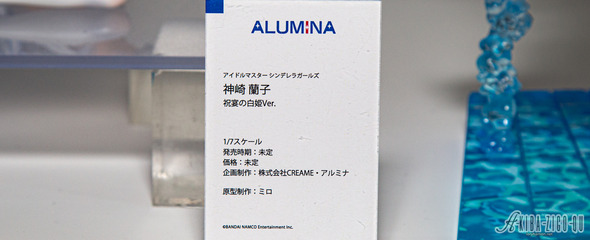 ALUMINA
アイドルマスター シンデレラガールズ
神崎 蘭子
祝宴の白姫Ver.
1/7スケール
発売時期：未定
価格：未定
企画制作：株式会社CREAME・アルミナ
原型制作：ミロ
©BANDAI NAMCO Entertainment Inc.
AKIBA-ZIGO-KU